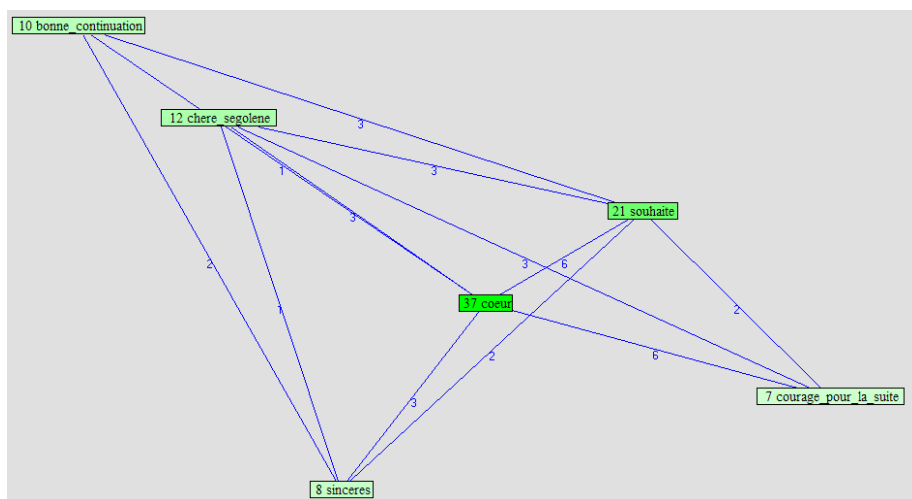 10 bonne_continuation
12 chere_segolene
3
1
3
21 souhaite
3
2
3
6
37 coeur
2
1
2
6
3
7 courage_pour_la_suite
8 sinceres